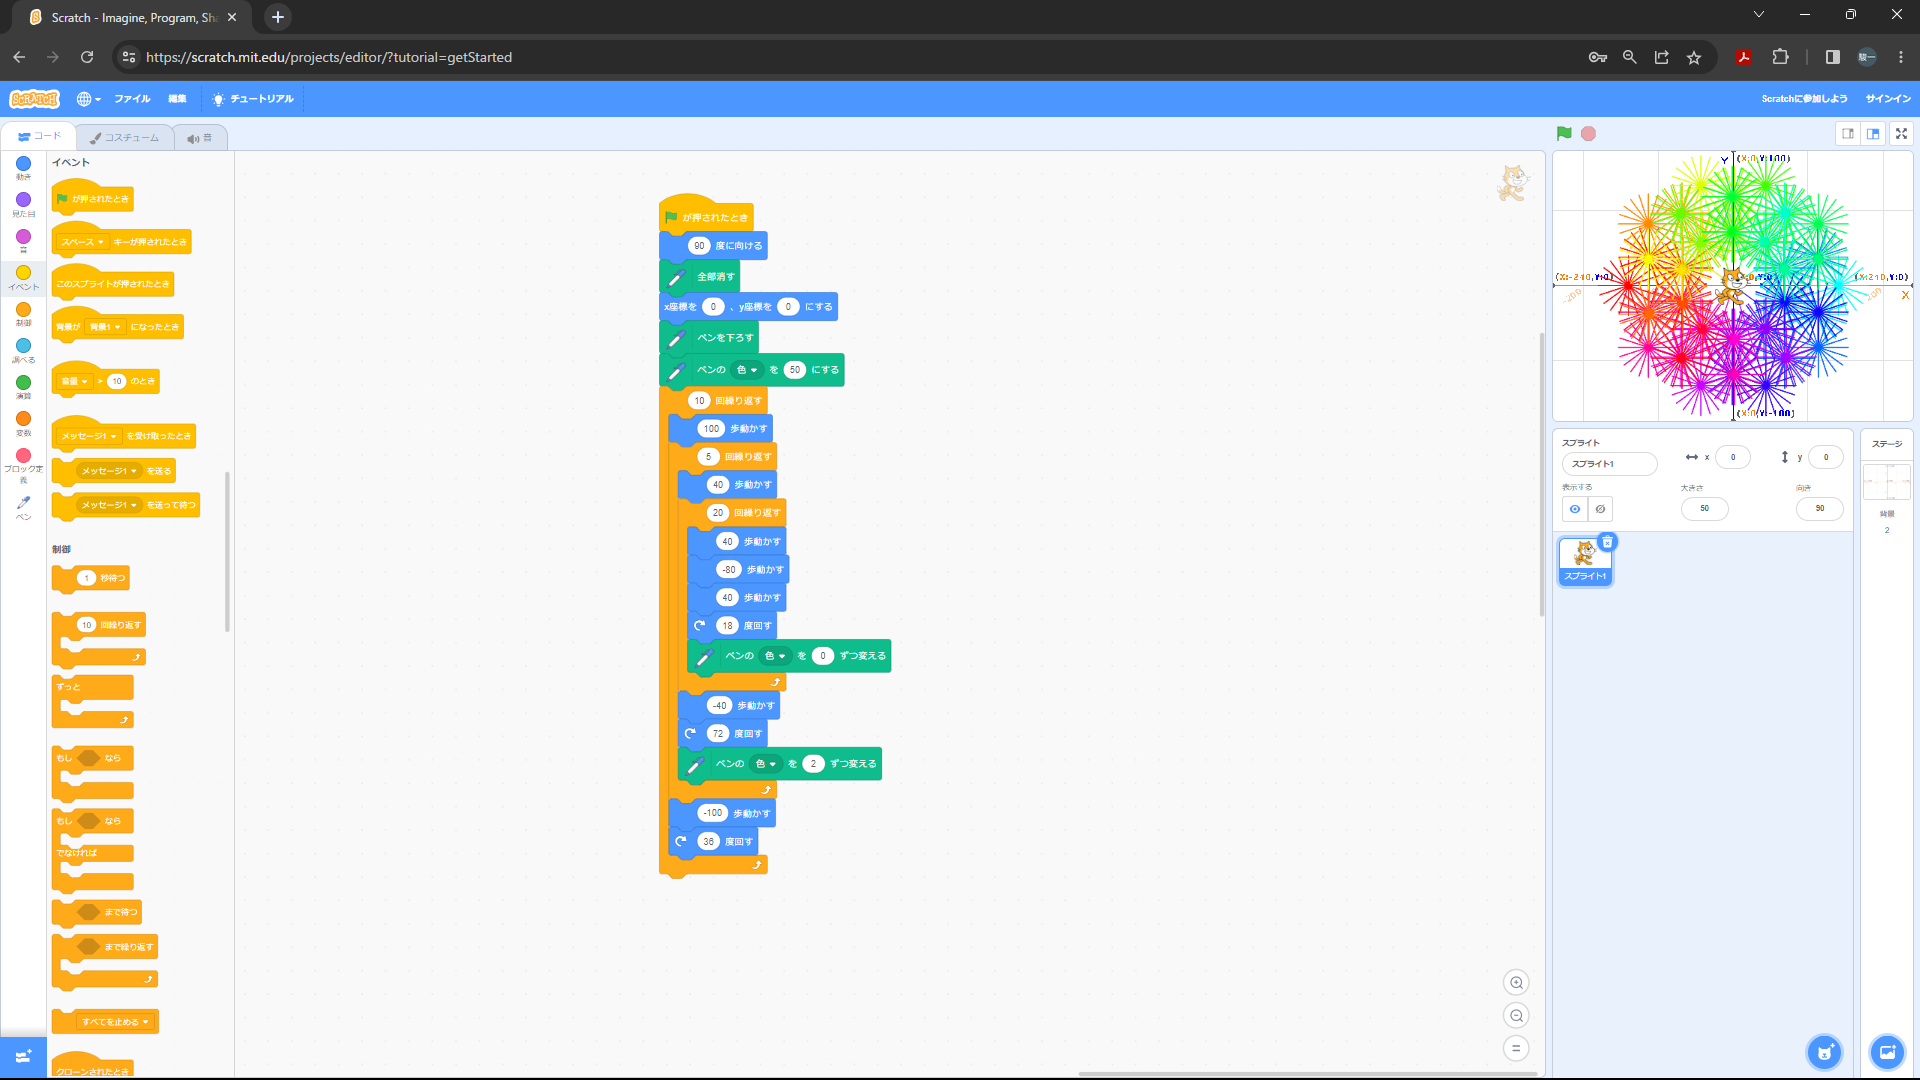 Scratch - Imagine, Program, Sh
https://scratch.mit.edu/projects/editor/?tutorial=getStarted
SCRATCH
ファイル
編集
チュートリアル
Scratchに参加しよう
サインイン
コード
コスチューム
音
動き
見た目
音
イベント
制御
調べる
演算
変数
ブロック定義
ペン
イベント
が押されたとき
スペース キーが押されたとき
このスプライトが押されたとき
背景が 背景1 になったとき
音量 > 10 のとき
メッセージ1 を受け取ったとき
メッセージ1 を送る
メッセージ1 を送って待つ
制御
1 秒待つ
10 回繰り返す
ずっと
もし なら
もし なら
でなければ
まで待つ
まで繰り返す
すべてを止める
クローンされたとき
が押されたとき
90 度に向ける
全部消す
x座標を 0 、y座標を 0 にする
ペンを下ろす
ペンの 色 を 50 にする
10 回繰り返す
100 歩動かす
5 回繰り返す
40 歩動かす
20 回繰り返す
40 歩動かす
-80 歩動かす
40 歩動かす
18 度回す
ペンの 色 を 0 ずつ変える
-40 歩動かす
72 度回す
ペンの 色 を 2 ずつ変える
-100 歩動かす
36 度回す
Y
X
-200
スプライト
スプライト1
x 0
y 0
表示する
大きさ
50
向き
90
スプライト1
ステージ
背景
2